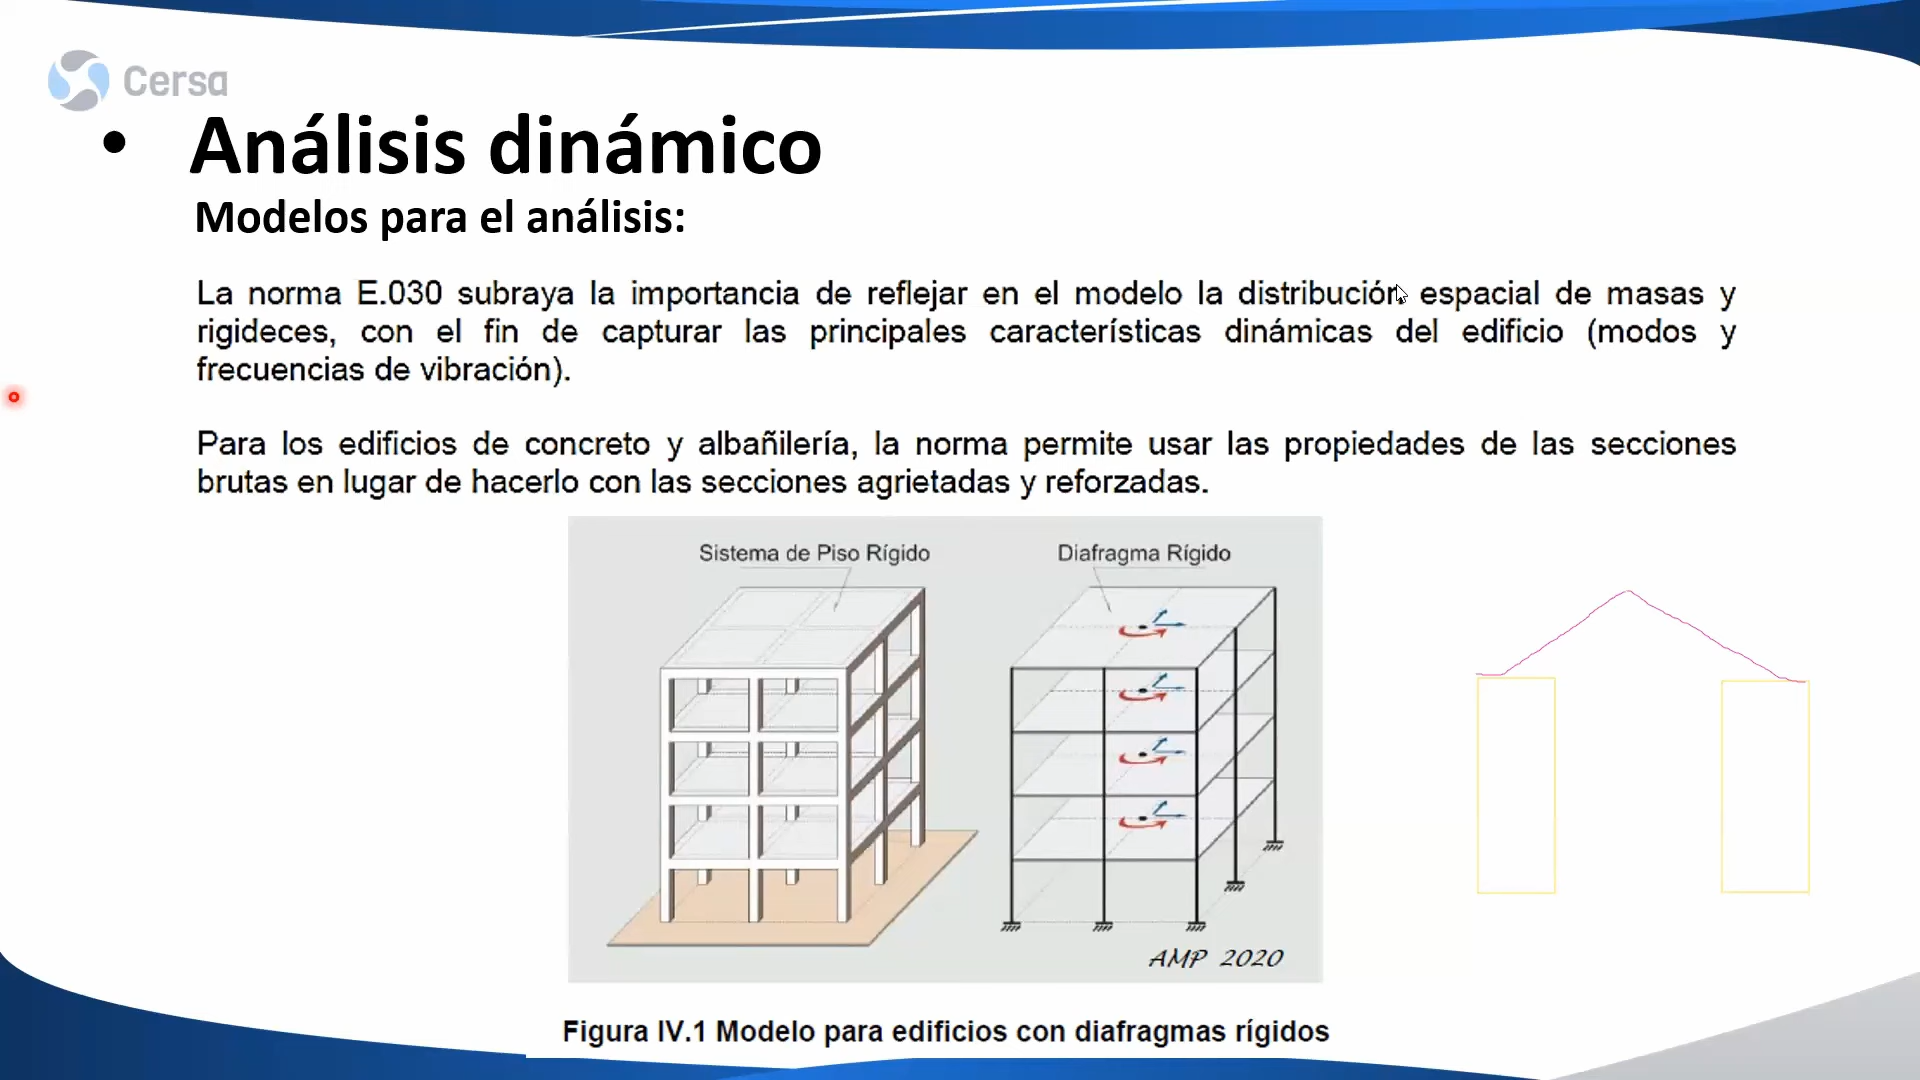 Cersa
• Análisis dinámico
Modelos para el análisis:
La norma E.030 subraya la importancia de reflejar en el modelo la distribución espacial de masas y
rigideces, con el fin de capturar las principales características dinámicas del edificio (modos y
frecuencias de vibración).
Para los edificios de concreto y albañilería, la norma permite usar las propiedades de las secciones
brutas en lugar de hacerlo con las secciones agrietadas y reforzadas.
Sistema de Piso Rígido
Diafragma Rígido
AMP 2020
Figura IV.1 Modelo para edificios con diafragmas rígidos